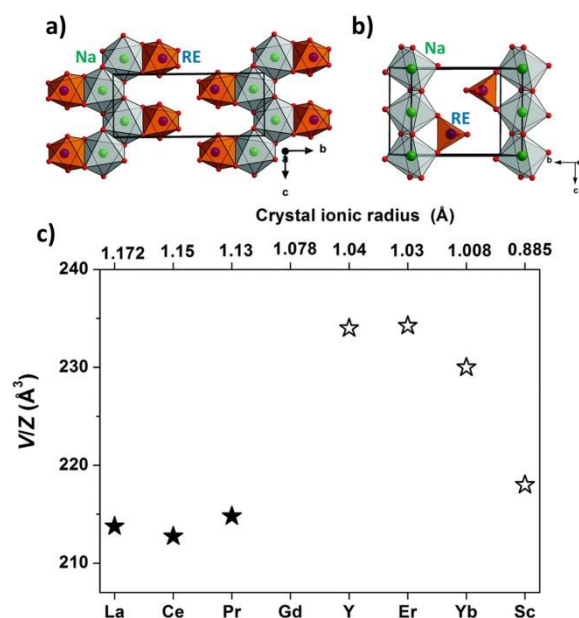 a)
b)
Na
RE
Na
RE
b
a
c
b
c
Crystal ionic radius (Å)
c)
1.172 1.15 1.13 1.078 1.04 1.03 1.008 0.885
240
230
220
210
V/Z (Å³)
La Ce Pr Gd Y Er Yb Sc